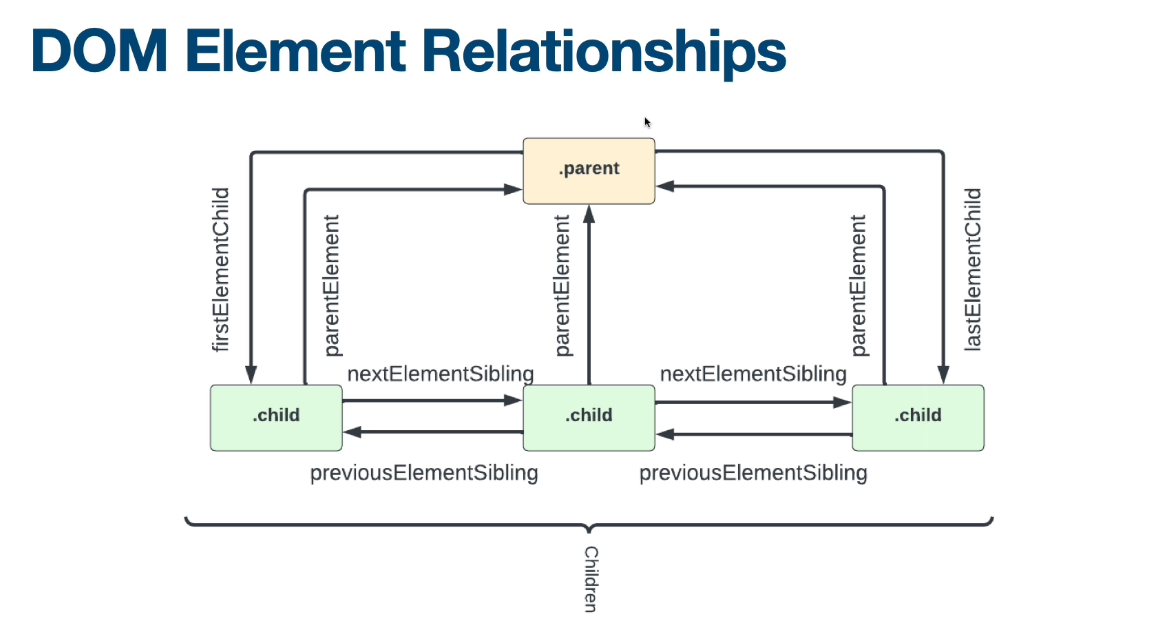 DOM Element Relationships
.parent
firstElementChild
parentElement
parentElement
parentElement
lastElementChild
nextElementSibling
nextElementSibling
.child
.child
.child
previousElementSibling
previousElementSibling
Children